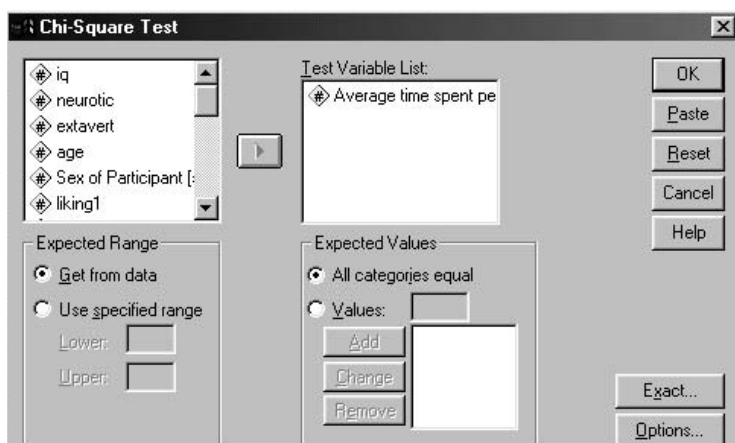 Chi-Square Test
iq
neurotic
extavert
age
Sex of Participant [
liking1
Test Variable List:
Average time spent pe
OK
Paste
Reset
Cancel
Help
Expected Range
Get from data
Use specified range
Lower:
Upper:
Expected Values
All categories equal
Values:
Add
Change
Remove
Exact...
Options...